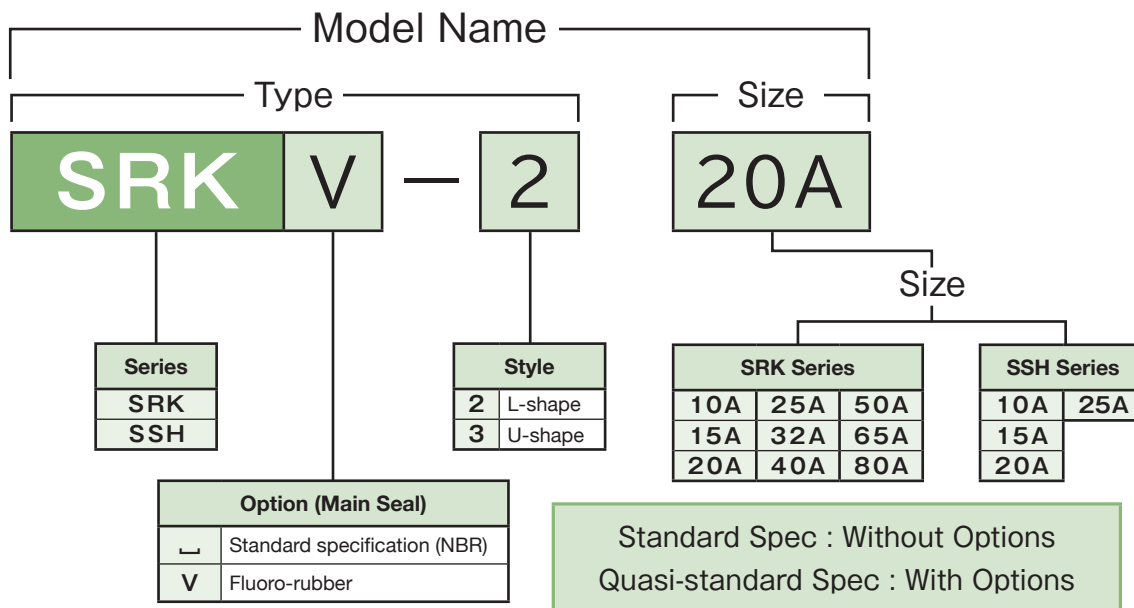 Model Name
Type
Size
SRK V — 2 20A
Size
Series
SRK
SSH
Style
2 L-shape
3 U-shape
SRK Series
10A 25A 50A
15A 32A 65A
20A 40A 80A
SSH Series
10A 25A
15A
20A
Option (Main Seal)
⎵ Standard specification (NBR)
V Fluoro-rubber
Standard Spec : Without Options
Quasi-standard Spec : With Options